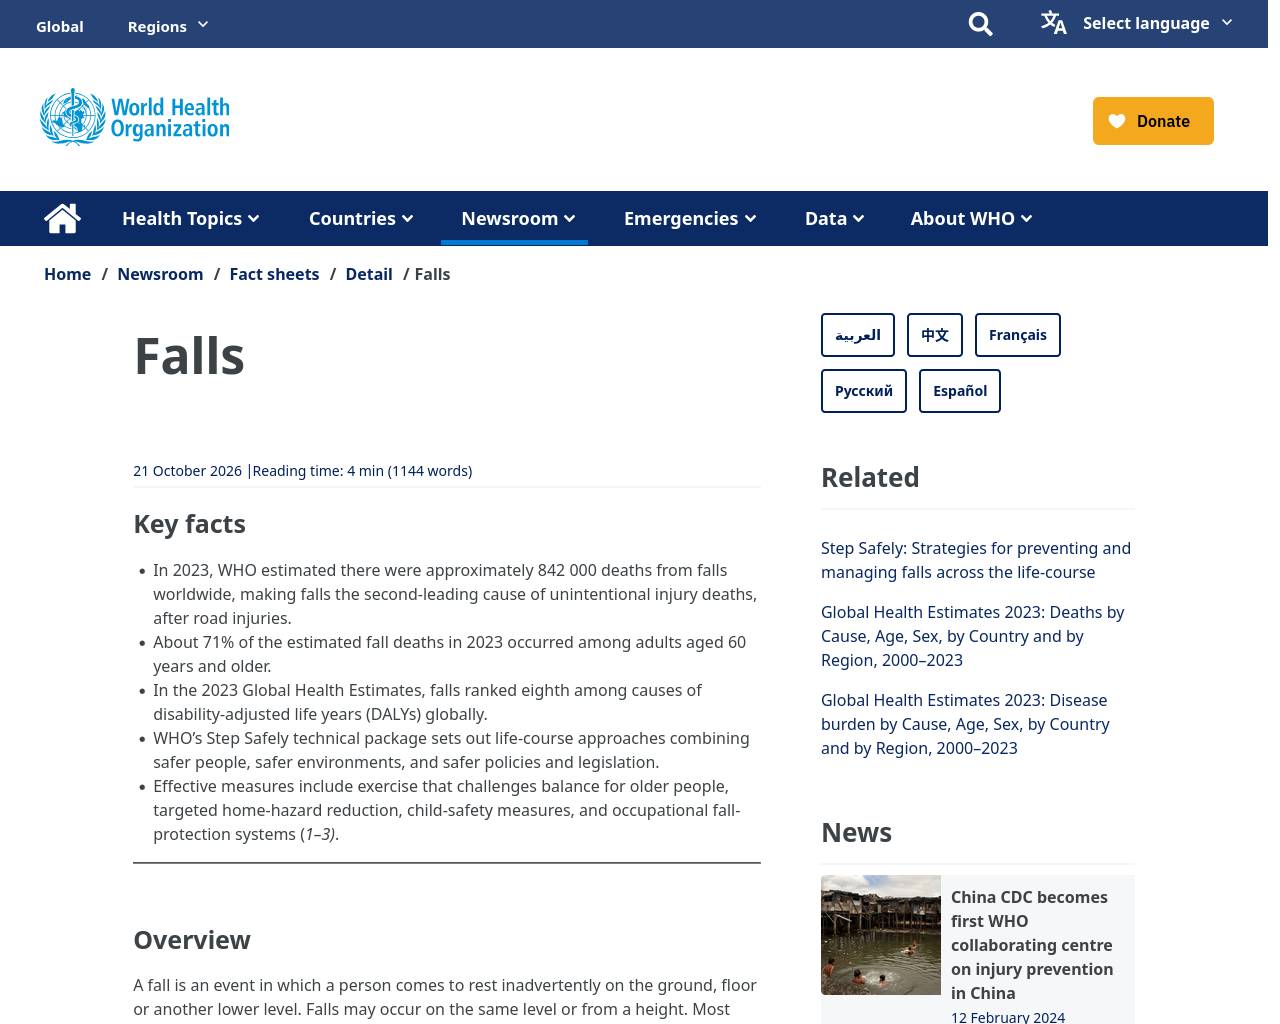 Global
Regions
Select language
World Health
Organization
Donate
Health Topics
Countries
Newsroom
Emergencies
Data
About WHO
Home / Newsroom / Fact sheets / Detail / Falls
Falls
21 October 2026 |Reading time: 4 min (1144 words)
Key facts
• In 2023, WHO estimated there were approximately 842 000 deaths from falls
worldwide, making falls the second-leading cause of unintentional injury deaths,
after road injuries.
• About 71% of the estimated fall deaths in 2023 occurred among adults aged 60
years and older.
• In the 2023 Global Health Estimates, falls ranked eighth among causes of
disability-adjusted life years (DALYs) globally.
• WHO’s Step Safely technical package sets out life-course approaches combining
safer people, safer environments, and safer policies and legislation.
• Effective measures include exercise that challenges balance for older people,
targeted home-hazard reduction, child-safety measures, and occupational fall-
protection systems (1–3).
Overview
A fall is an event in which a person comes to rest inadvertently on the ground, floor
or another lower level. Falls may occur on the same level or from a height. Most
العربية
中文
Français
Русский
Español
Related
Step Safely: Strategies for preventing and
managing falls across the life-course
Global Health Estimates 2023: Deaths by
Cause, Age, Sex, by Country and by
Region, 2000–2023
Global Health Estimates 2023: Disease
burden by Cause, Age, Sex, by Country
and by Region, 2000–2023
News
China CDC becomes
first WHO
collaborating centre
on injury prevention
in China
12 February 2024